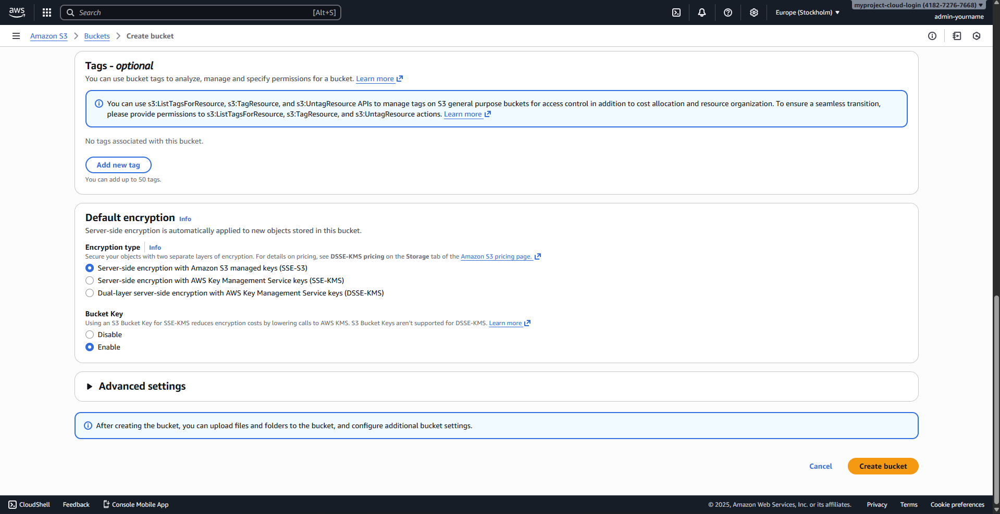 aws
Search
[Alt+S]
Europe (Stockholm)
myproject-cloud-login (4182-7276-7668)
admin-yourname
Amazon S3
Buckets
Create bucket
Tags - optional
You can use bucket tags to analyze, manage and specify permissions for a bucket. Learn more
You can use s3:ListTagsForResource, s3:TagResource, and s3:UntagResource APIs to manage tags on S3 general purpose buckets for access control in addition to cost allocation and resource organization. To ensure a seamless transition,
please provide permissions to s3:ListTagsForResource, s3:TagResource, and s3:UntagResource actions. Learn more
No tags associated with this bucket.
Add new tag
You can add up to 50 tags.
Default encryption Info
Server-side encryption is automatically applied to new objects stored in this bucket.
Encryption type Info
Secure your objects with two separate layers of encryption. For details on pricing, see DSSE-KMS pricing on the Storage tab of the Amazon S3 pricing page.
Server-side encryption with Amazon S3 managed keys (SSE-S3)
Server-side encryption with AWS Key Management Service keys (SSE-KMS)
Dual-layer server-side encryption with AWS Key Management Service keys (DSSE-KMS)
Bucket Key
Using an S3 Bucket Key for SSE-KMS reduces encryption costs by lowering calls to AWS KMS. S3 Bucket Keys aren't supported for DSSE-KMS. Learn more
Disable
Enable
Advanced settings
After creating the bucket, you can upload files and folders to the bucket, and configure additional bucket settings.
Cancel
Create bucket
CloudShell
Feedback
Console Mobile App
© 2025, Amazon Web Services, Inc. or its affiliates.
Privacy
Terms
Cookie preferences